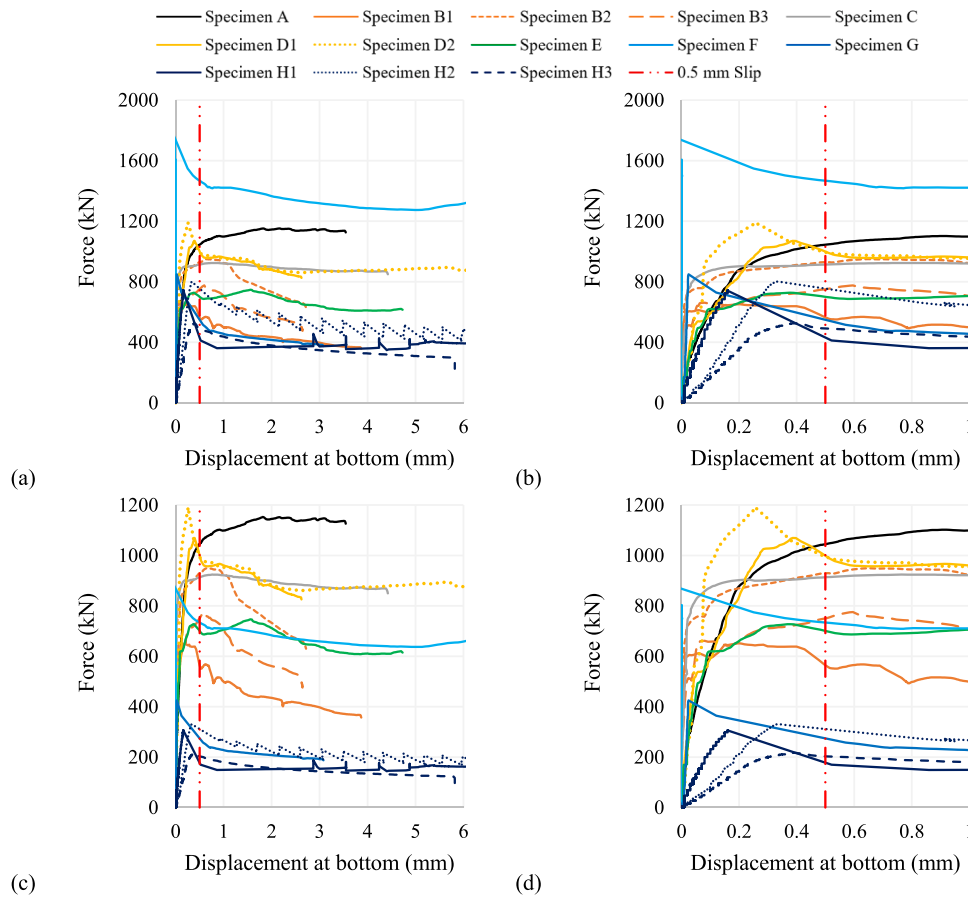 Specimen A Specimen B1 Specimen B2 Specimen B3 Specimen C
Specimen D1 Specimen D2 Specimen E Specimen F Specimen G
Specimen H1 Specimen H2 Specimen H3 0.5 mm Slip
2000
1600
1200
800
400
0
Force (kN)
0 1 2 3 4 5 6
Displacement at bottom (mm)
(a)
2000
1600
1200
800
400
0
Force (kN)
0 0.2 0.4 0.6 0.8 1
Displacement at bottom (mm)
(b)
1200
1000
800
600
400
200
0
Force (kN)
0 1 2 3 4 5 6
Displacement at bottom (mm)
(c)
1200
1000
800
600
400
200
0
Force (kN)
0 0.2 0.4 0.6 0.8 1
Displacement at bottom (mm)
(d)